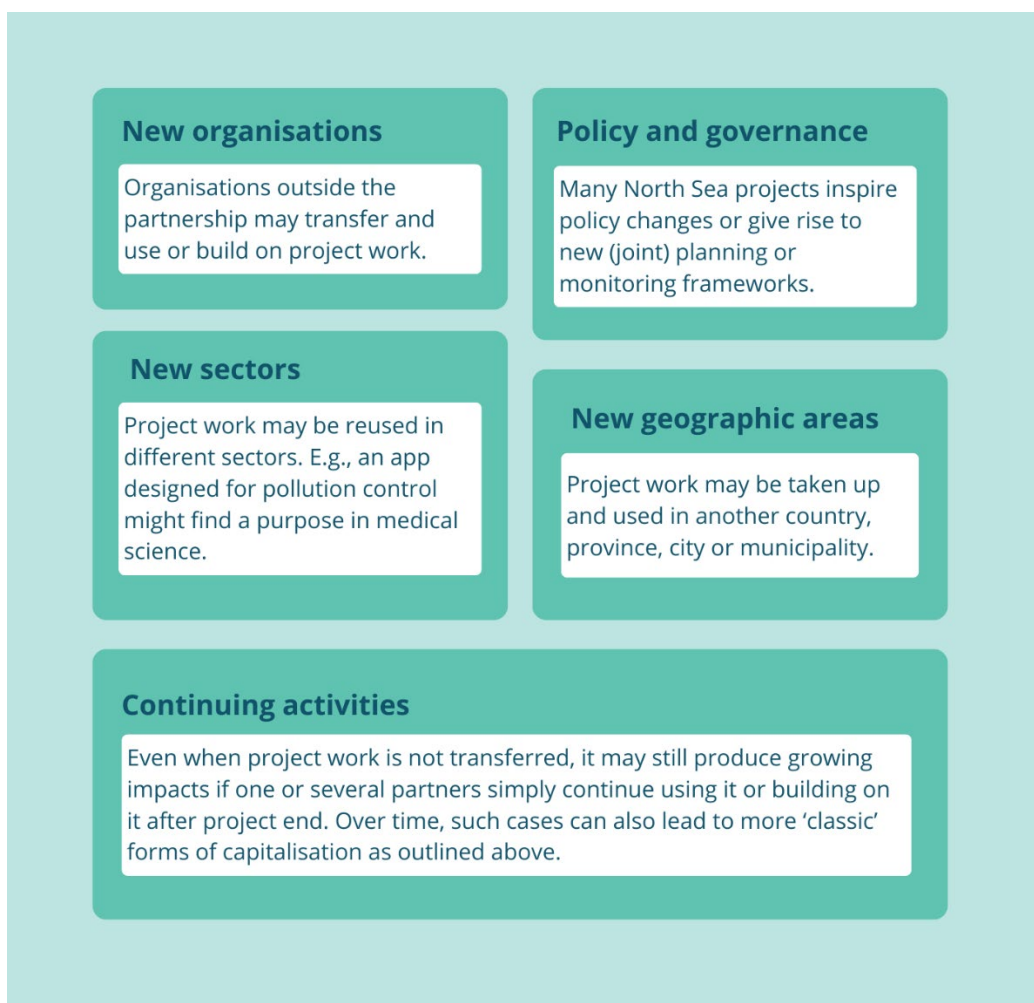 New organisations
Organisations outside the
partnership may transfer and
use or build on project work.
Policy and governance
Many North Sea projects inspire
policy changes or give rise to
new (joint) planning or
monitoring frameworks.
New sectors
Project work may be reused in
different sectors. E.g., an app
designed for pollution control
might find a purpose in medical
science.
New geographic areas
Project work may be taken up
and used in another country,
province, city or municipality.
Continuing activities
Even when project work is not transferred, it may still produce growing
impacts if one or several partners simply continue using it or building on
it after project end. Over time, such cases can also lead to more ‘classic’
forms of capitalisation as outlined above.